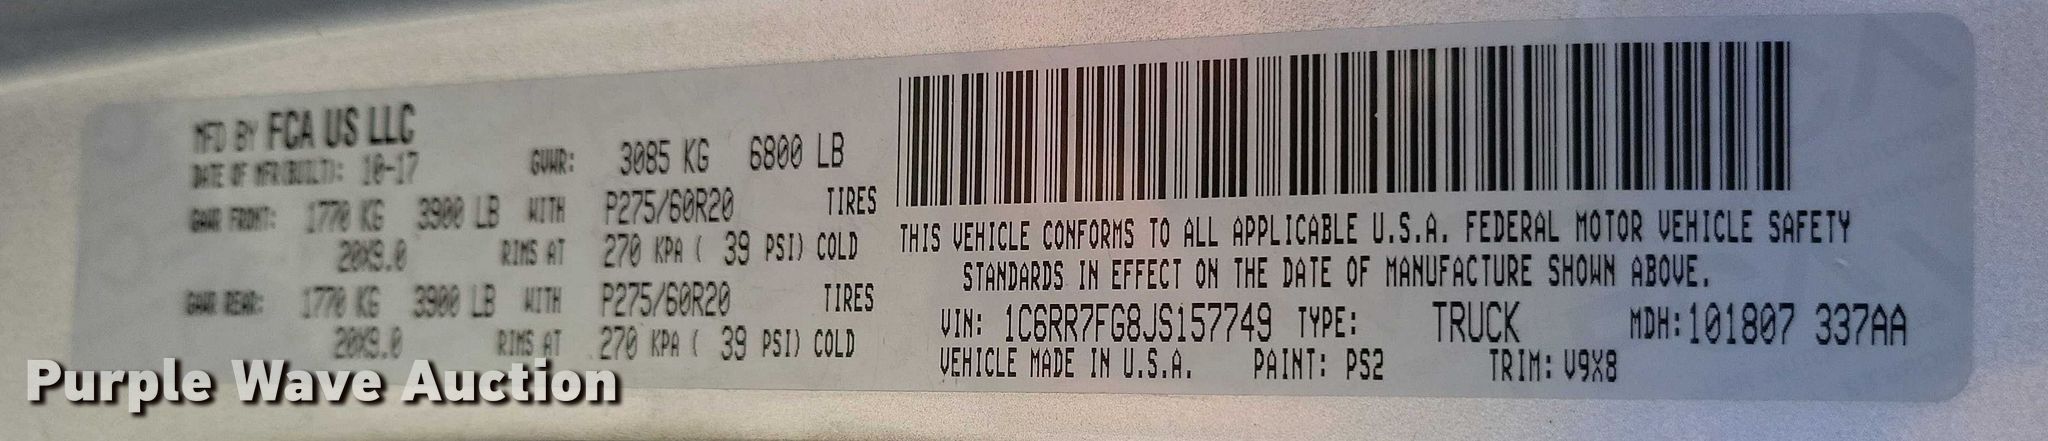 MFD BY FCA US LLC
DATE OF MFR(BUILT): 10-17 GVWR: 3085 KG 6800 LB
GAWR FRONT: 1770 KG 3900 LB WITH P275/60R20 TIRES
20X9.0 RIMS AT 270 KPA ( 39 PSI) COLD
GAWR REAR: 1770 KG 3900 LB WITH P275/60R20 TIRES
20X9.0 RIMS AT 270 KPA ( 39 PSI) COLD
THIS VEHICLE CONFORMS TO ALL APPLICABLE U.S.A. FEDERAL MOTOR VEHICLE SAFETY
STANDARDS IN EFFECT ON THE DATE OF MANUFACTURE SHOWN ABOVE.
VIN: 1C6RR7FG8JS157749 TYPE: TRUCK MDH:101807 337AA
VEHICLE MADE IN U.S.A. PAINT: PS2 TRIM: V9X8
Purple Wave Auction